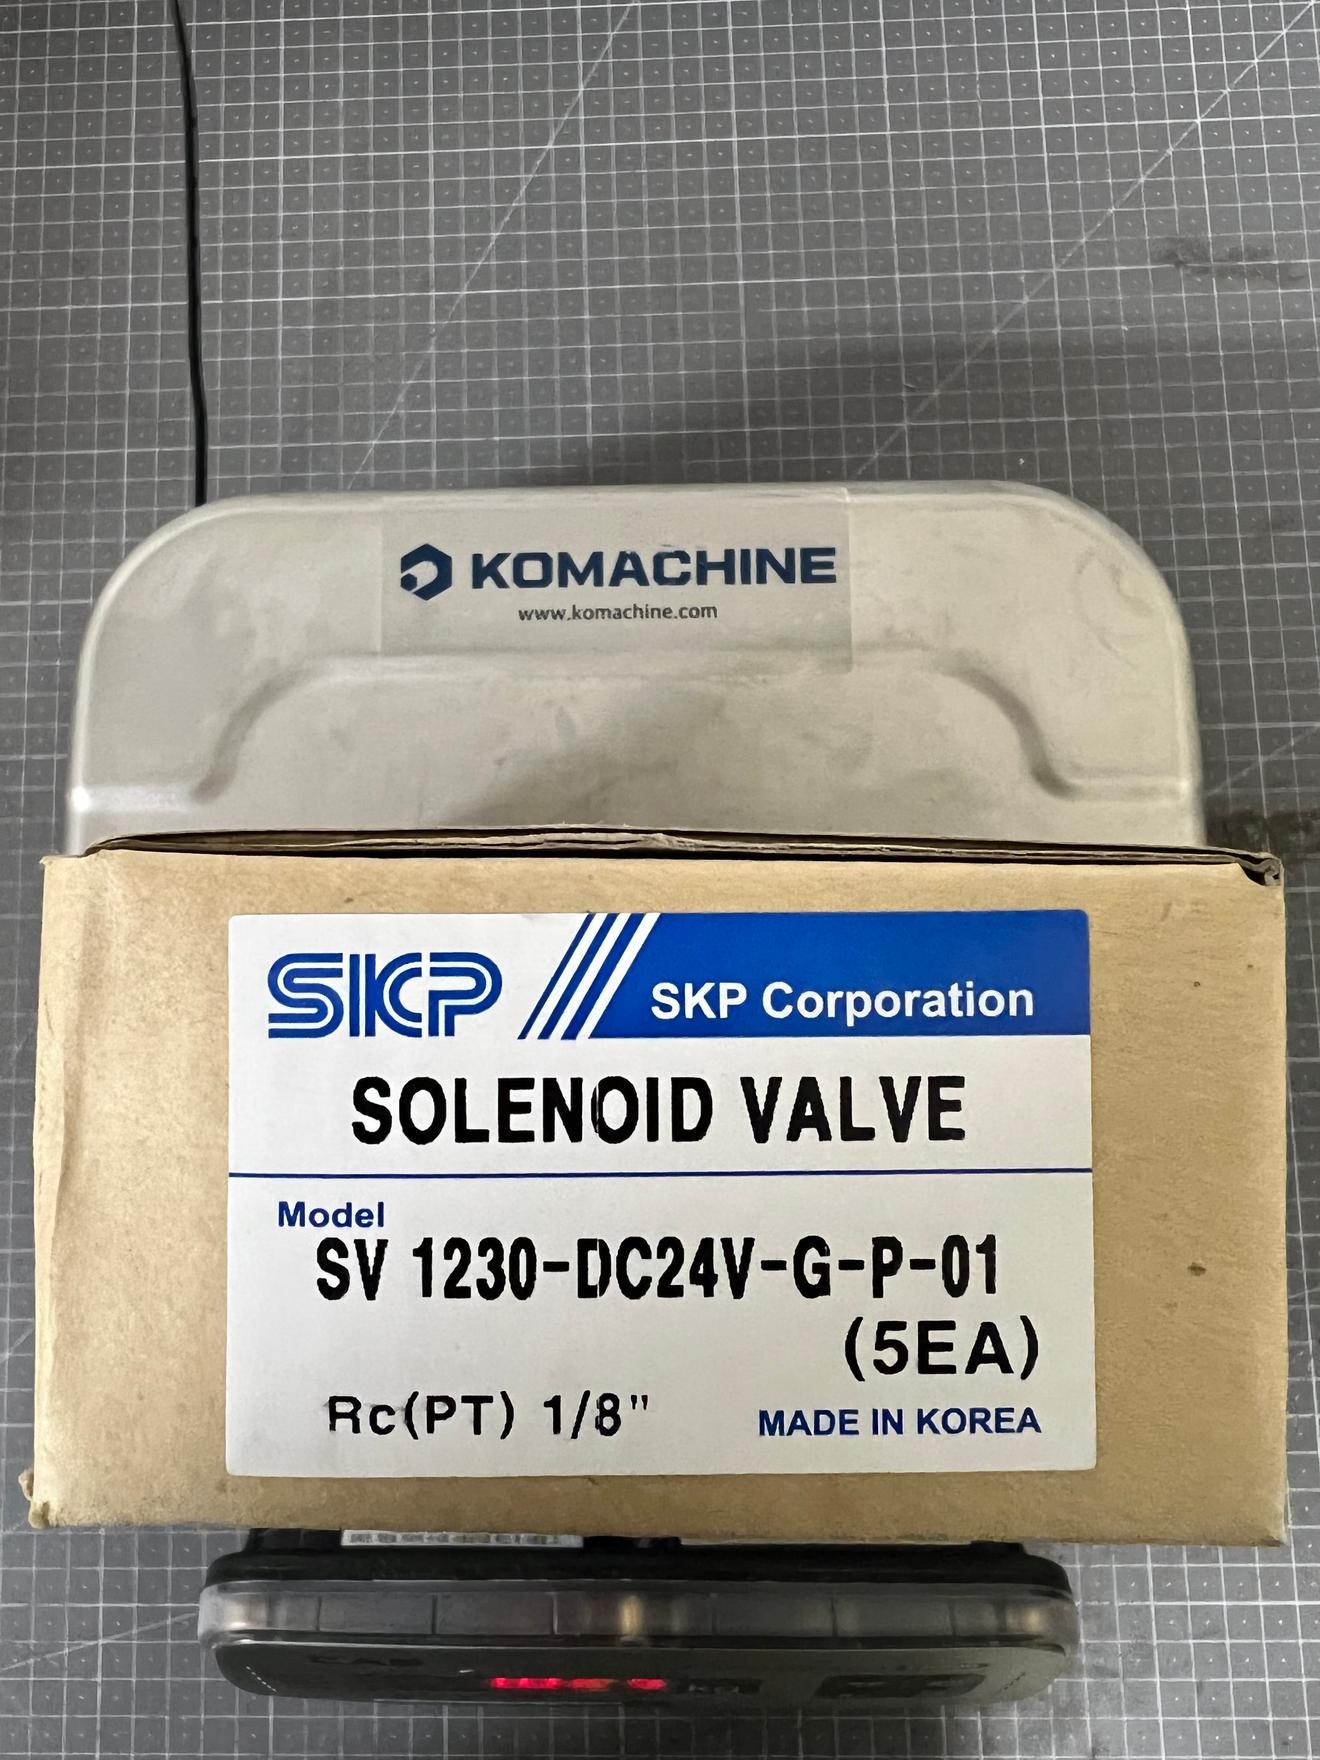 KOMACHINE
www.komachine.com
SKP
SKP Corporation
SOLENOID VALVE
Model
SV 1230-DC24V-G-P-01
(5EA)
Rc(PT) 1/8"
MADE IN KOREA
CAS